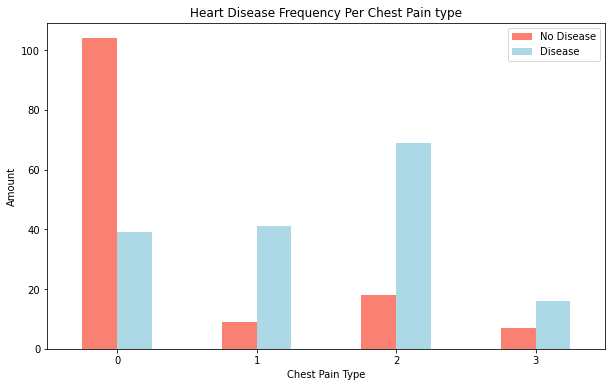 Heart Disease Frequency Per Chest Pain type
No Disease
Disease
Amount
100
80
60
40
20
0
0 1 2 3
Chest Pain Type